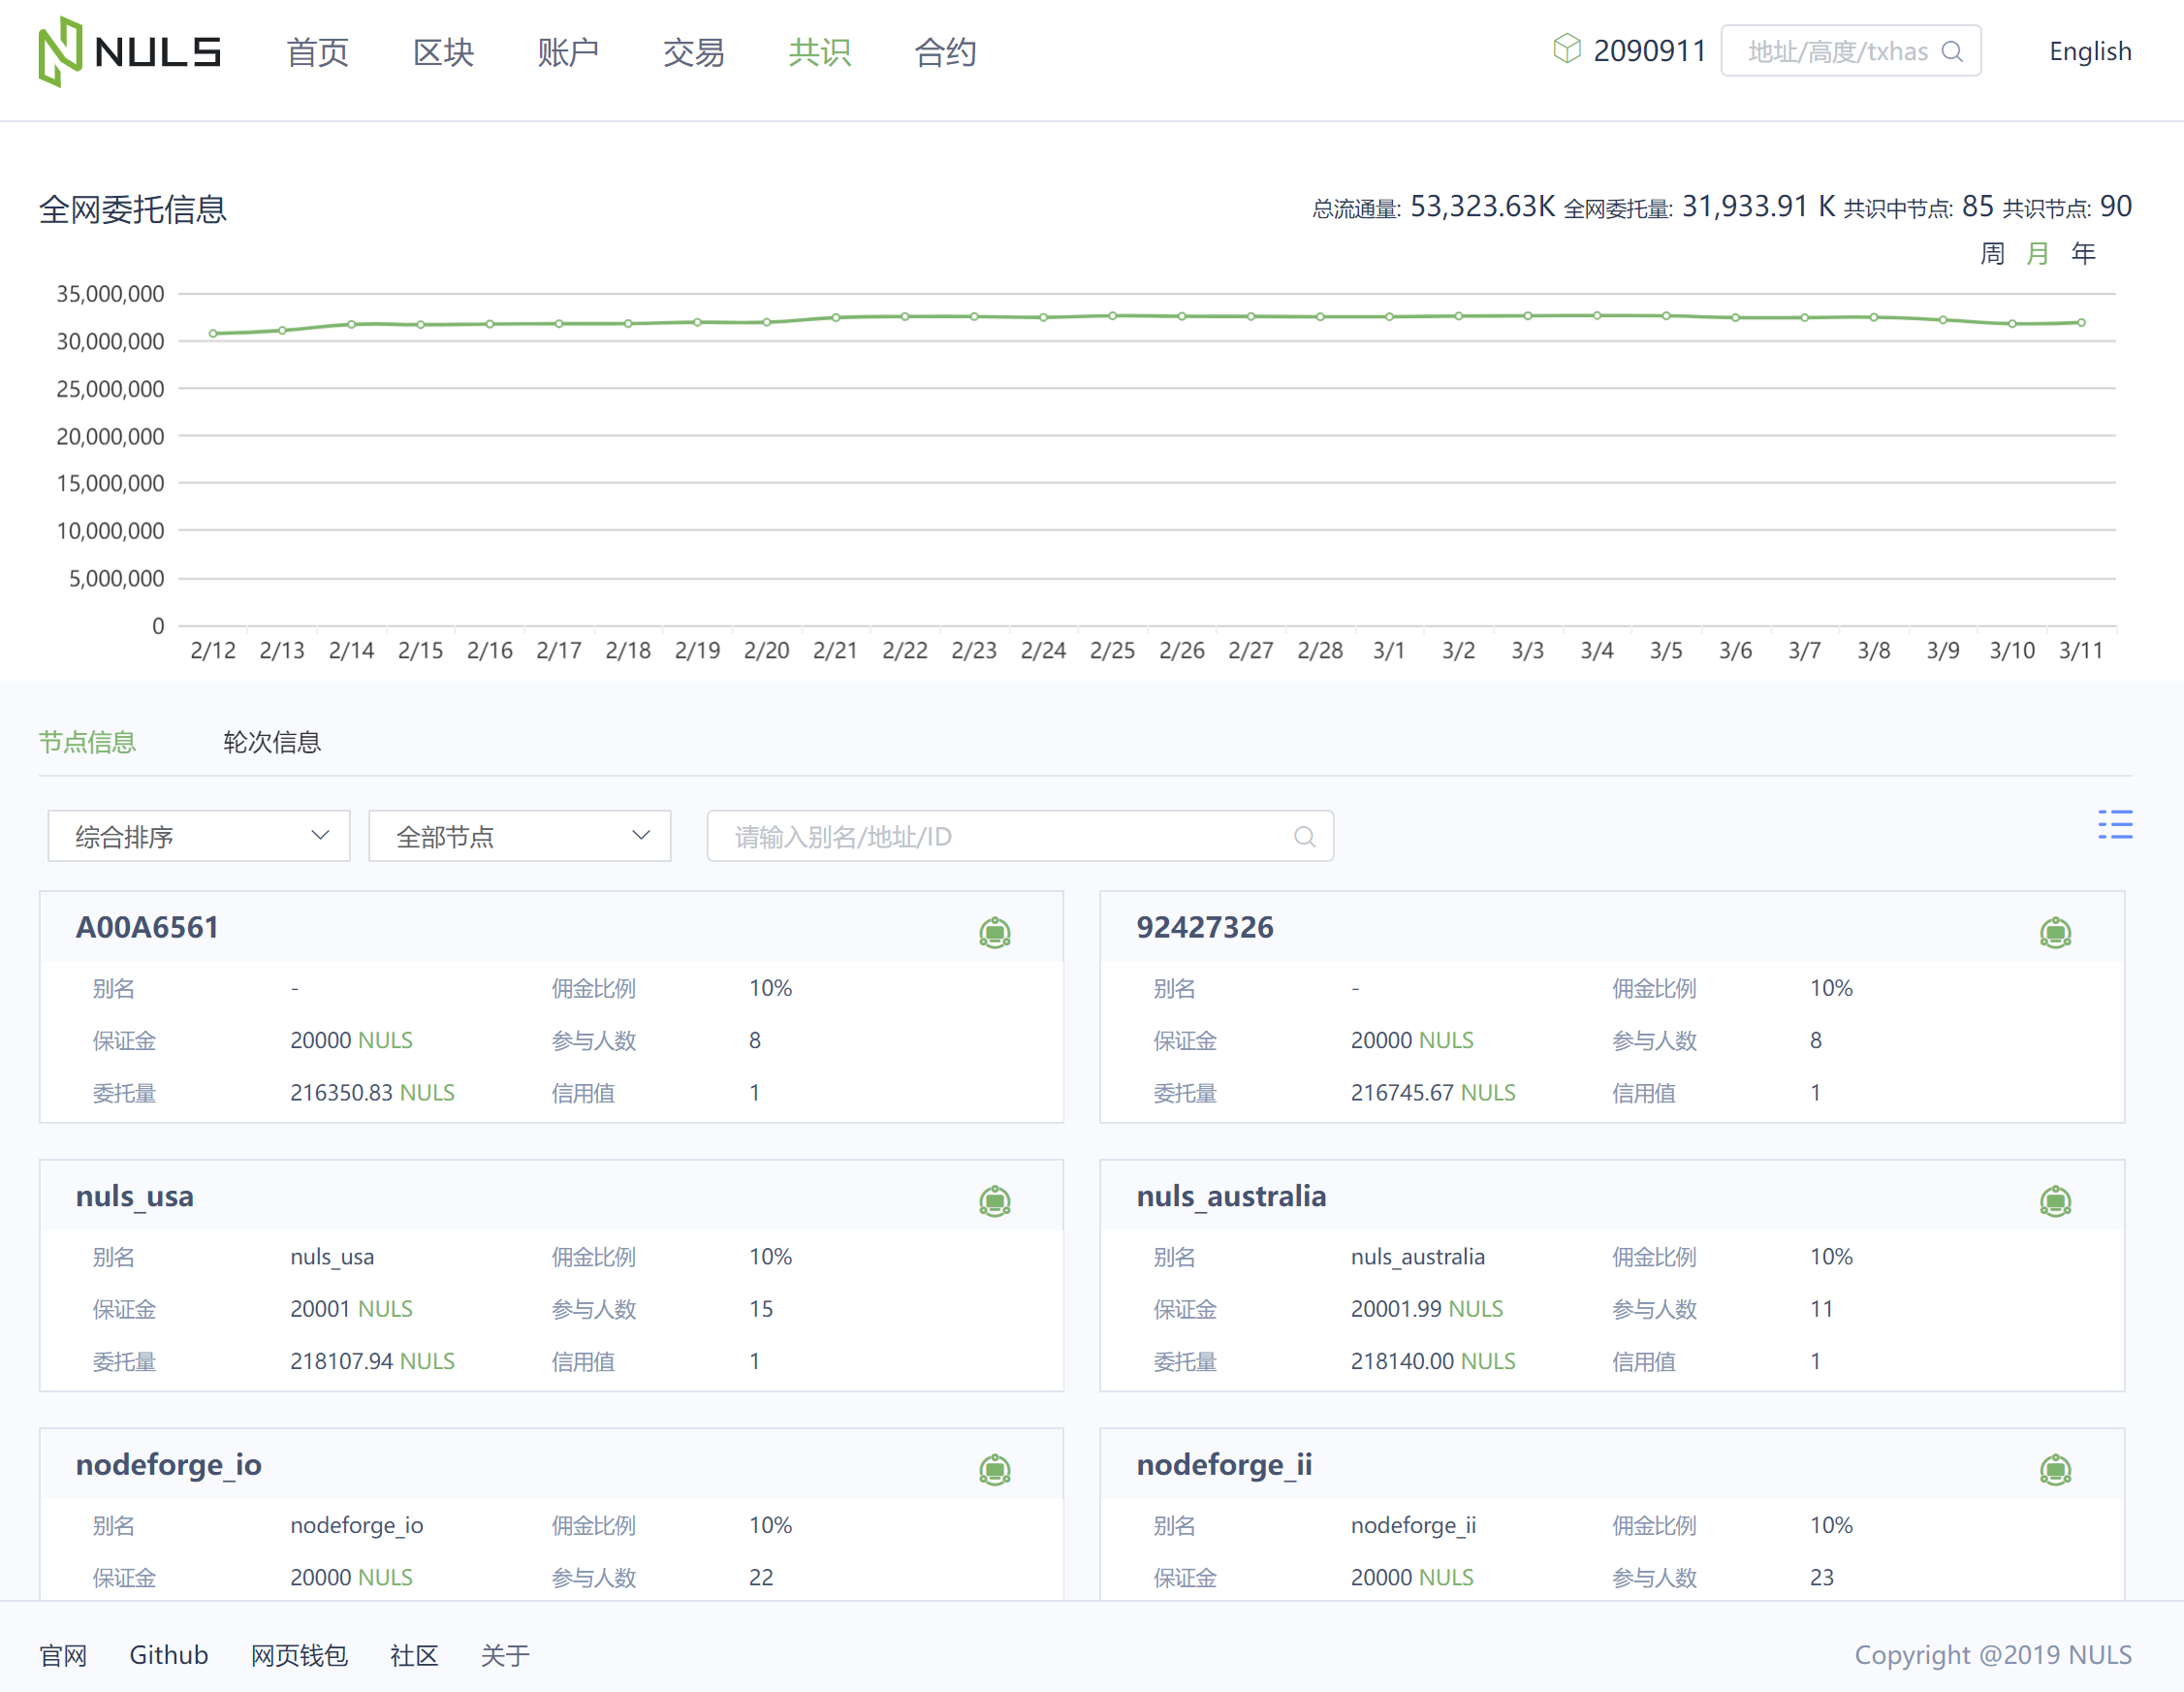 NULS 首页 区块 账户 交易 共识 合约 2090911 地址/高度/txhas English
全网委托信息 总流通量: 53,323.63K 全网委托量: 31,933.91 K 共识中节点: 85 共识节点: 90
周 月 年
35,000,000
30,000,000
25,000,000
20,000,000
15,000,000
10,000,000
5,000,000
0
2/12 2/13 2/14 2/15 2/16 2/17 2/18 2/19 2/20 2/21 2/22 2/23 2/24 2/25 2/26 2/27 2/28 3/1 3/2 3/3 3/4 3/5 3/6 3/7 3/8 3/9 3/10 3/11
节点信息 轮次信息
综合排序 全部节点 请输入别名/地址/ID
A00A6561
别名 - 佣金比例 10%
保证金 20000 NULS 参与人数 8
委托量 216350.83 NULS 信用值 1
92427326
别名 - 佣金比例 10%
保证金 20000 NULS 参与人数 8
委托量 216745.67 NULS 信用值 1
nuls_usa
别名 nuls_usa 佣金比例 10%
保证金 20001 NULS 参与人数 15
委托量 218107.94 NULS 信用值 1
nuls_australia
别名 nuls_australia 佣金比例 10%
保证金 20001.99 NULS 参与人数 11
委托量 218140.00 NULS 信用值 1
nodeforge_io
别名 nodeforge_io 佣金比例 10%
保证金 20000 NULS 参与人数 22
nodeforge_ii
别名 nodeforge_ii 佣金比例 10%
保证金 20000 NULS 参与人数 23
官网 Github 网页钱包 社区 关于 Copyright @2019 NULS